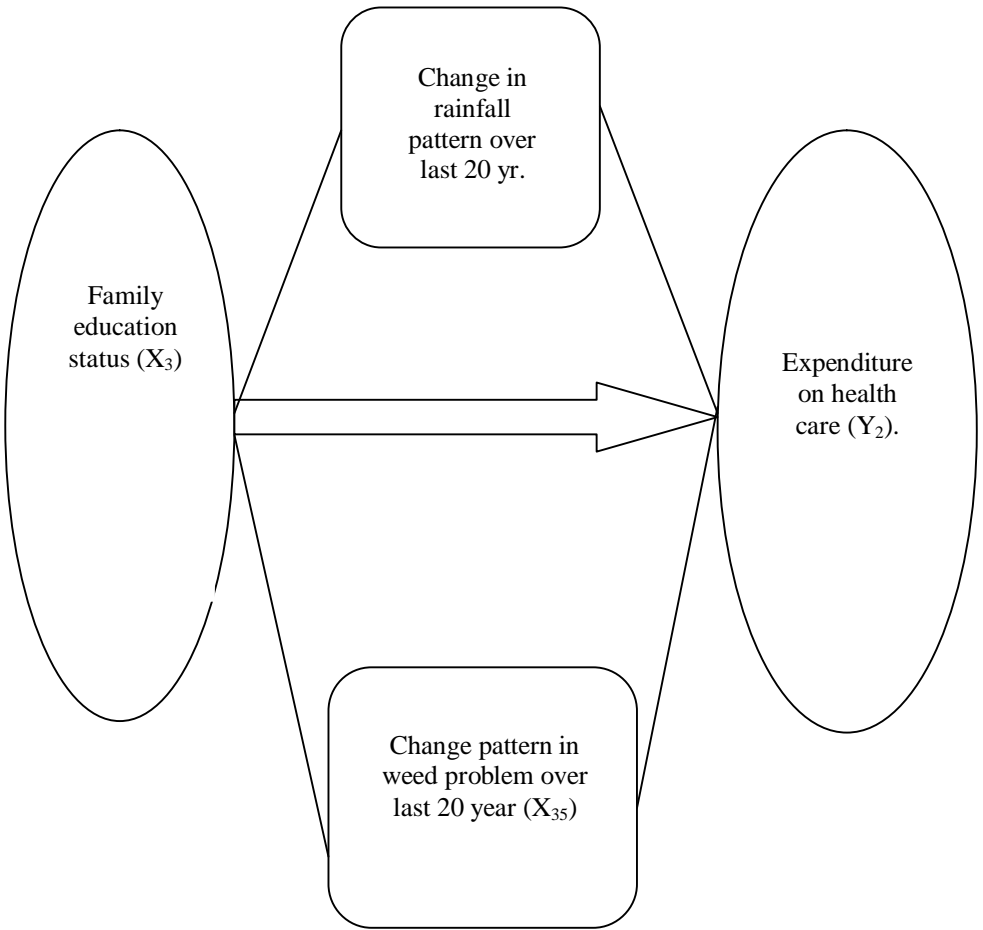 Change in
rainfall
pattern over
last 20 yr.
Family
education
status (X₃)
Expenditure
on health
care (Y₂).
Change pattern in
weed problem over
last 20 year (X₃₅)